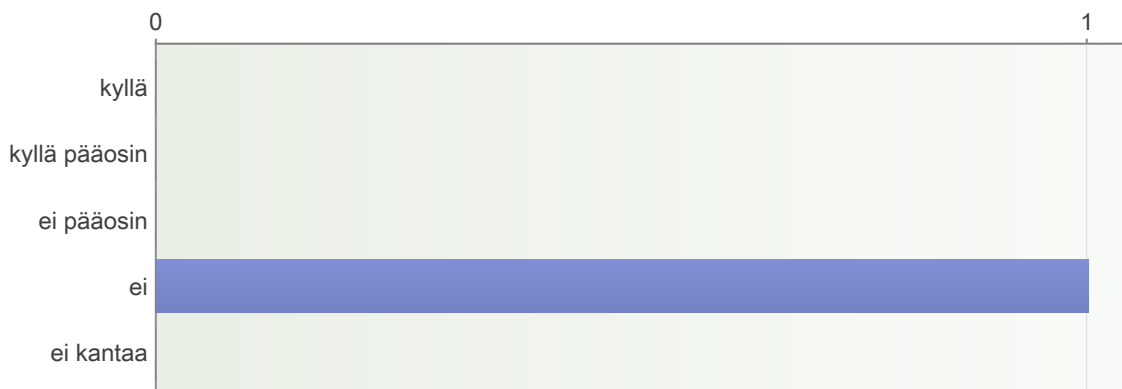 0 1
kyllä
kyllä pääosin
ei pääosin
ei
ei kantaa